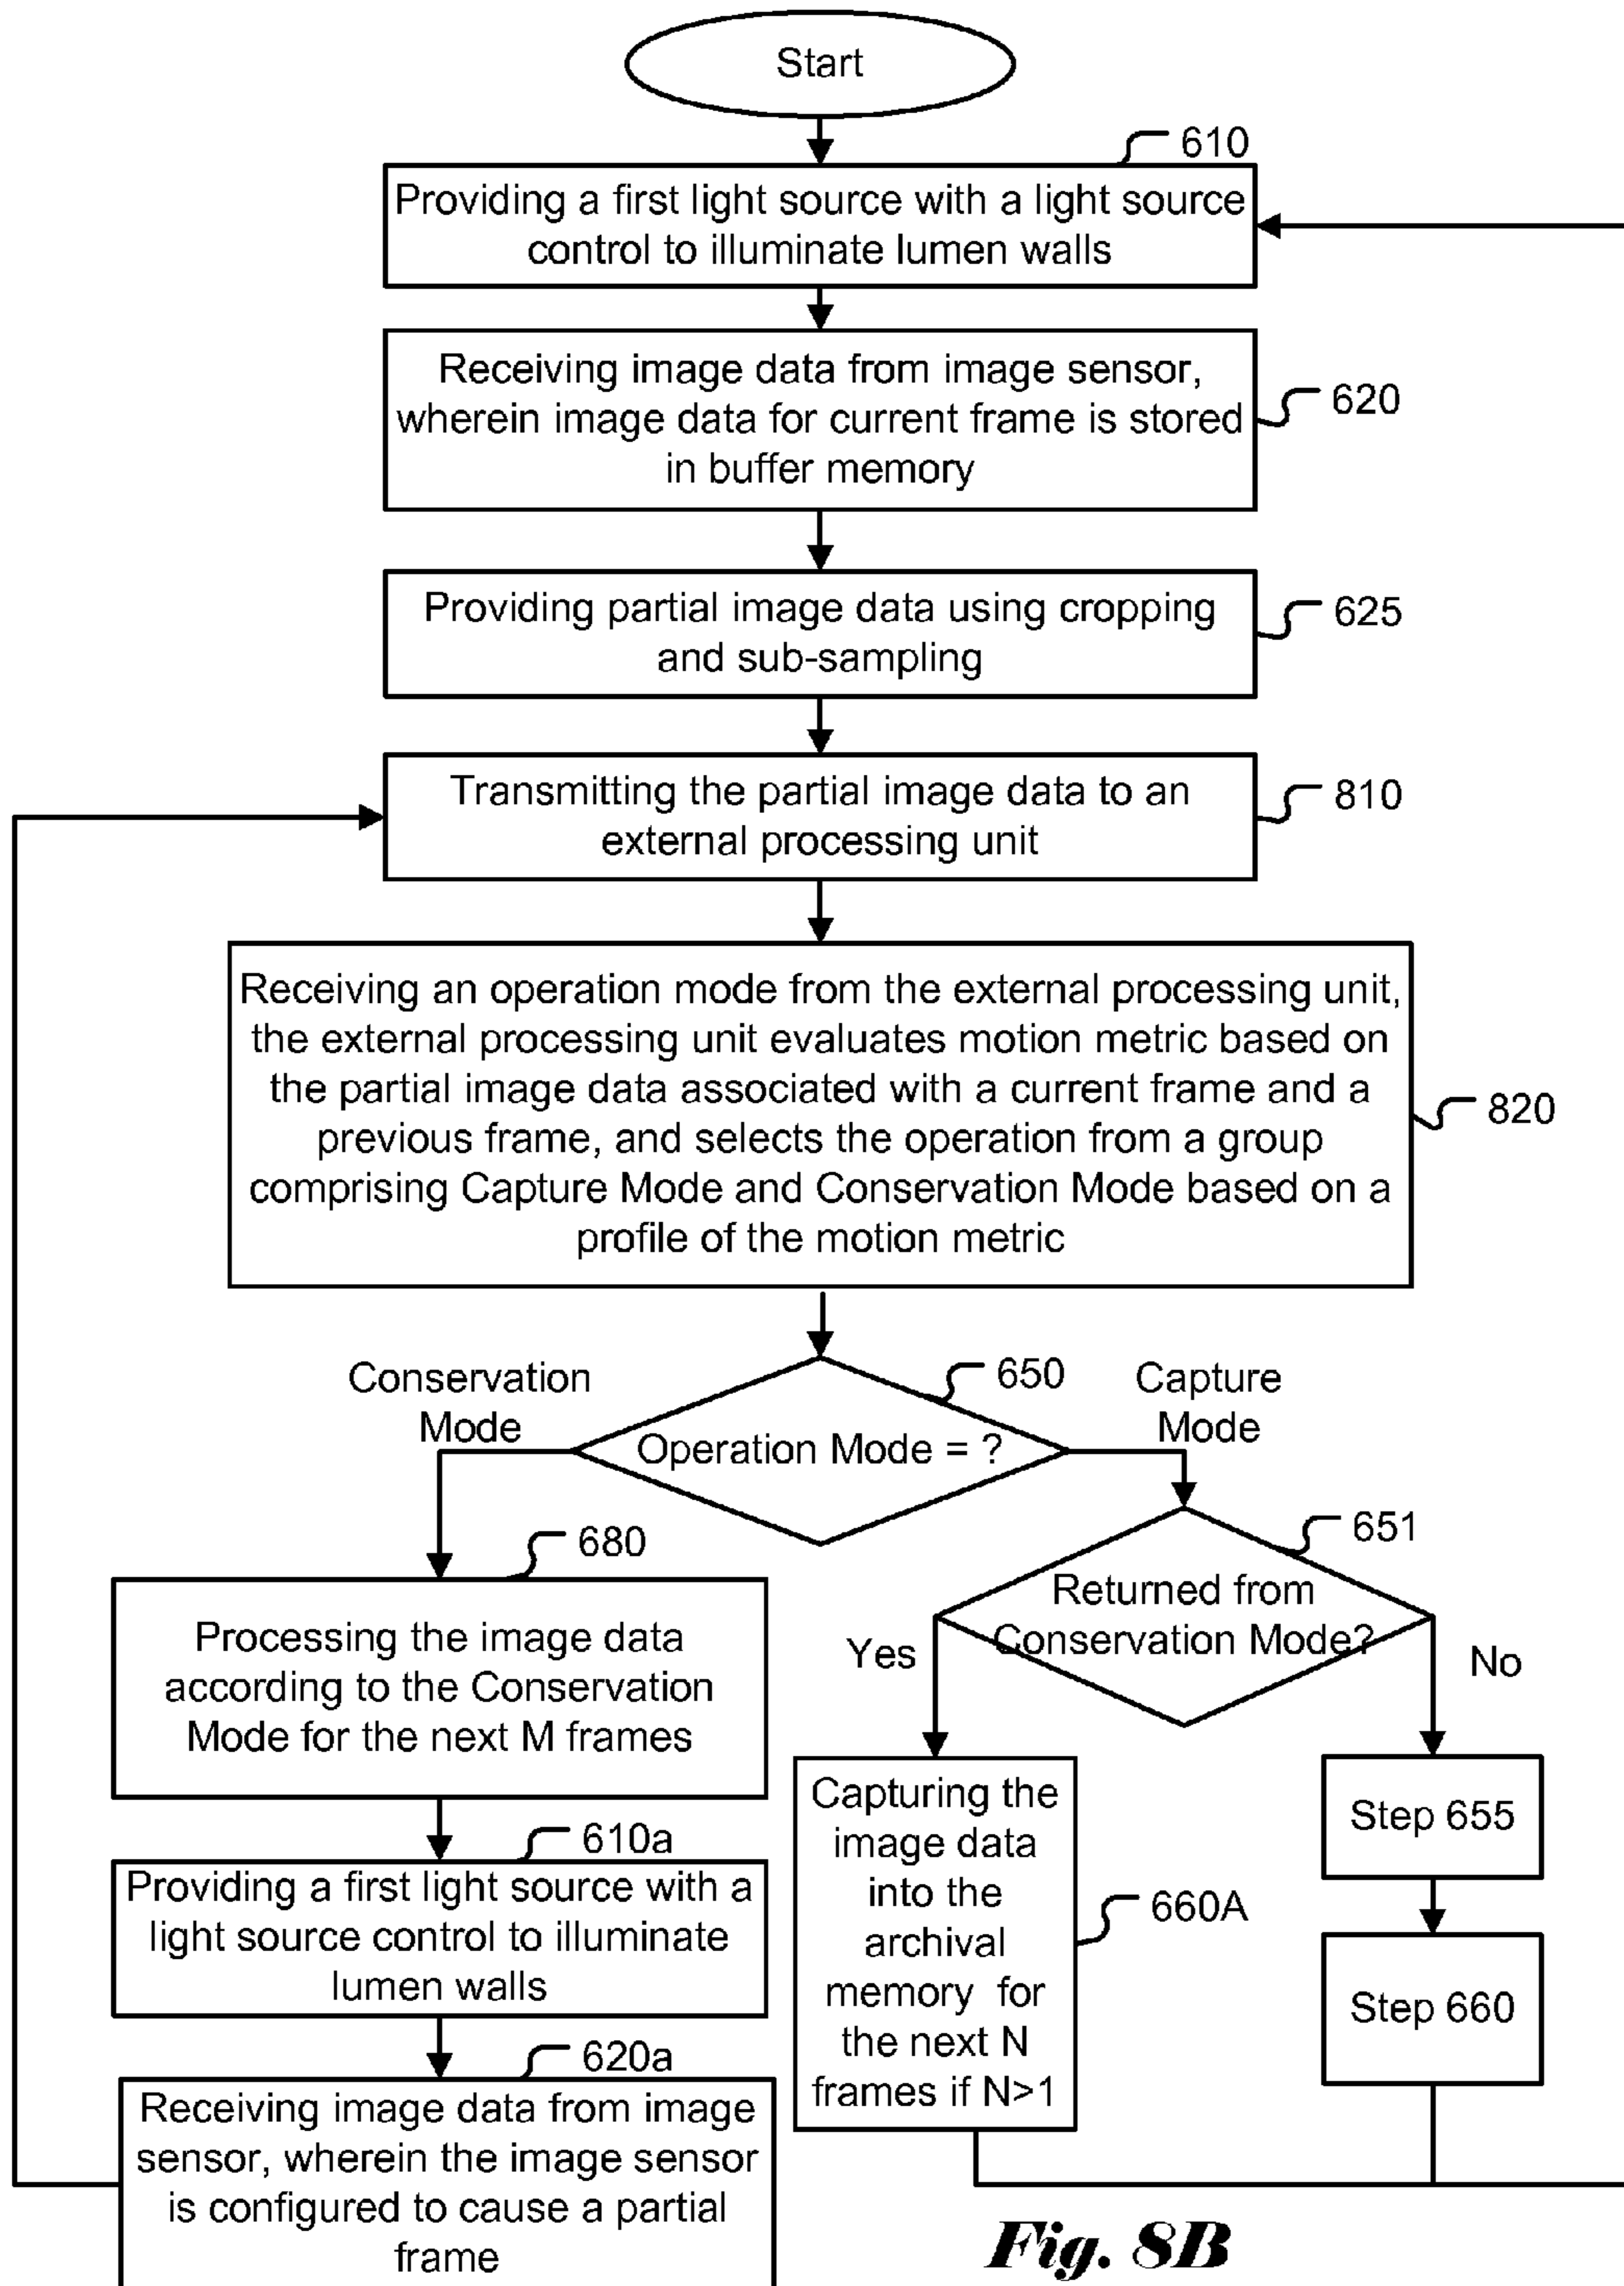 Start
610
Providing a first light source with a light source
control to illuminate lumen walls
Receiving image data from image sensor,
wherein image data for current frame is stored
in buffer memory
620
Providing partial image data using cropping
and sub-sampling
625
Transmitting the partial image data to an
external processing unit
810
Receiving an operation mode from the external processing unit,
the external processing unit evaluates motion metric based on
the partial image data associated with a current frame and a
previous frame, and selects the operation from a group
comprising Capture Mode and Conservation Mode based on a
profile of the motion metric
820
Conservation
Mode
650
Capture
Mode
Operation Mode = ?
680
Processing the image data
according to the Conservation
Mode for the next M frames
651
Returned from
Conservation Mode?
Yes
No
610a
Providing a first light source with a
light source control to illuminate
lumen walls
620a
Receiving image data from image
sensor, wherein the image sensor
is configured to cause a partial
frame
Capturing the
image data
into the
archival
memory for
the next N
frames if N>1
660A
Step 655
Step 660
Fig. 8B